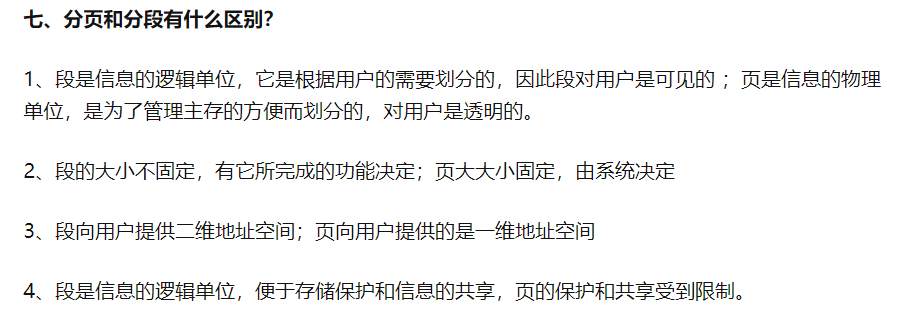 七、分页和分段有什么区别？
1、段是信息的逻辑单位，它是根据用户的需要划分的，因此段对用户是可见的 ；页是信息的物理
单位，是为了管理主存的方便而划分的，对用户是透明的。
2、段的大小不固定，有它所完成的功能决定；页大大小固定，由系统决定
3、段向用户提供二维地址空间；页向用户提供的是一维地址空间
4、段是信息的逻辑单位，便于存储保护和信息的共享，页的保护和共享受到限制。